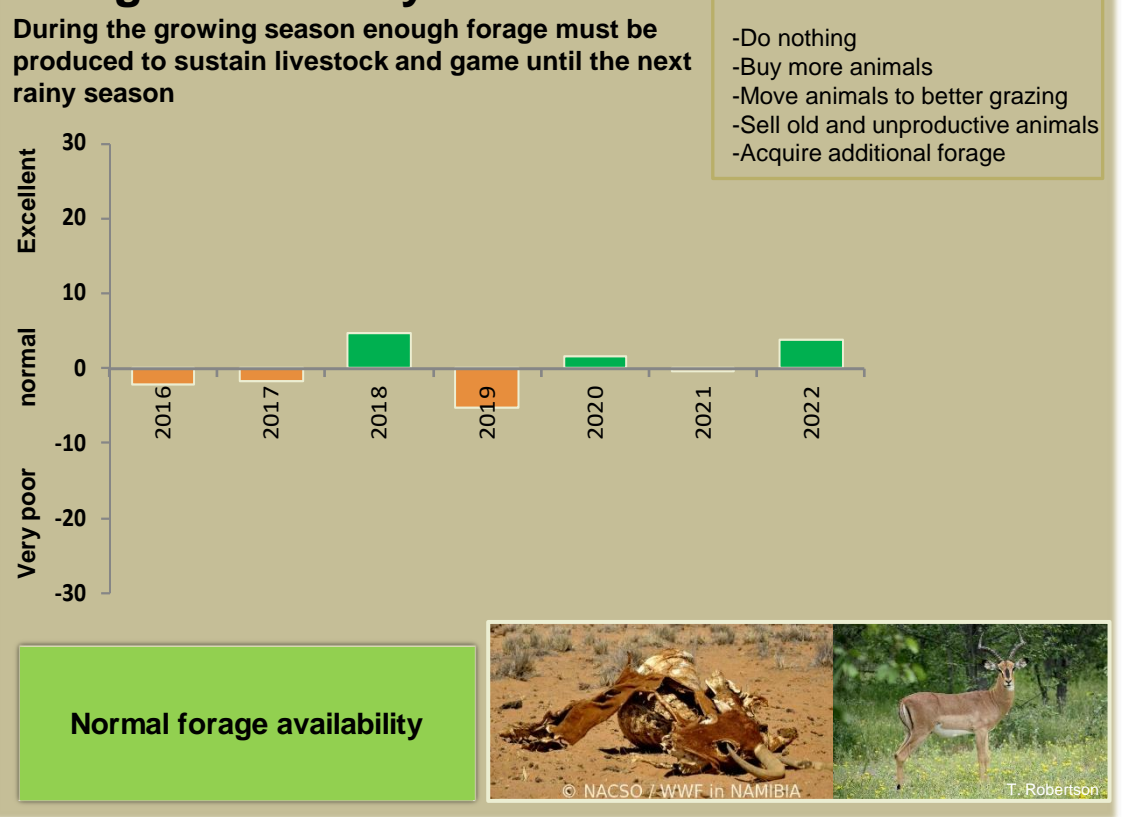 During the growing season enough forage must be
produced to sustain livestock and game until the next
rainy season
-Do nothing
-Buy more animals
-Move animals to better grazing
-Sell old and unproductive animals
-Acquire additional forage
Excellent
normal
Very poor
30
20
10
0
-10
-20
-30
2016
2017
2018
2019
2020
2021
2022
Normal forage availability
© NACSO / WWF in NAMIBIA
T. Robertson